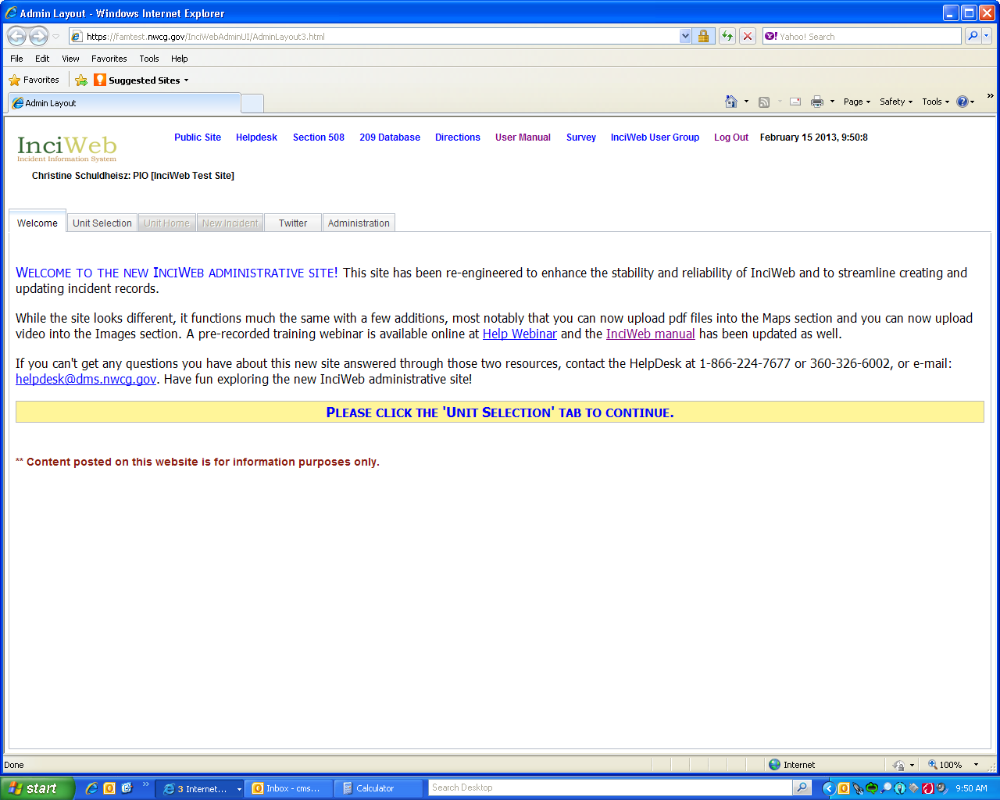 Admin Layout - Windows Internet Explorer
https://famtest.nwcg.gov/InciWebAdminUI/AdminLayout3.html
Yahoo! Search
File Edit View Favorites Tools Help
Favorites Suggested Sites
Admin Layout
Page Safety Tools
InciWeb
Incident Information System
Public Site Helpdesk Section 508 209 Database Directions User Manual Survey InciWeb User Group Log Out February 15 2013, 9:50:8
Christine Schuldheisz: PIO [InciWeb Test Site]
Welcome Unit Selection Unit Home New Incident Twitter Administration
Welcome to the new InciWeb administrative site! This site has been re-engineered to enhance the stability and reliability of InciWeb and to streamline creating and
updating incident records.
While the site looks different, it functions much the same with a few additions, most notably that you can now upload pdf files into the Maps section and you can now upload
video into the Images section. A pre-recorded training webinar is available online at Help Webinar and the InciWeb manual has been updated as well.
If you can't get any questions you have about this new site answered through those two resources, contact the HelpDesk at 1-866-224-7677 or 360-326-6002, or e-mail:
helpdesk@dms.nwcg.gov. Have fun exploring the new InciWeb administrative site!
Please click the 'Unit Selection' tab to continue.
** Content posted on this website is for information purposes only.
Done Internet 100%
start 3 Internet... Inbox - cms... Calculator Search Desktop 9:50 AM